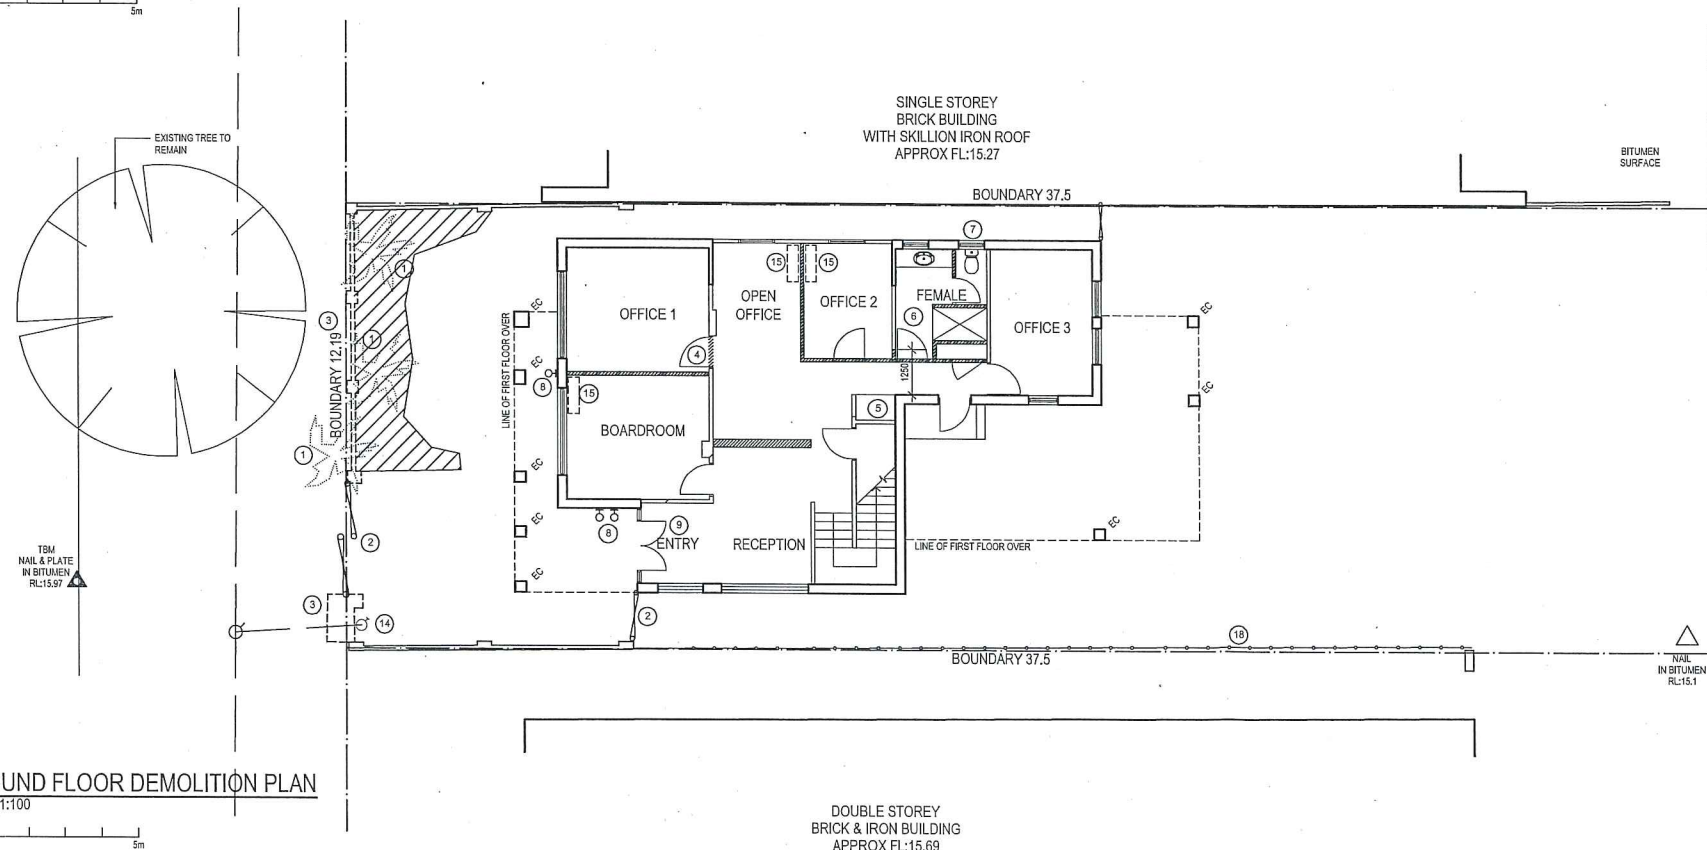 5m
EXISTING TREE TO
REMAIN
SINGLE STOREY
BRICK BUILDING
WITH SKILLION IRON ROOF
APPROX FL:15.27
BITUMEN
SURFACE
BOUNDARY 37.5
7
1
15
15
OPEN
OFFICE
OFFICE 2
FEMALE
6
OFFICE 1
OFFICE 3
EC
EC
3
BOUNDARY 12.19
1
LINE OF FIRST FLOOR OVER
4
1250
EC
8
15
EC
5
BOARDROOM
1
EC
2
EC
8
9
ENTRY
RECEPTION
EC
LINE OF FIRST FLOOR OVER
TBM
NAIL & PLATE
IN BITUMEN
RL:15.97
EC
3
14
2
18
BOUNDARY 37.5
NAIL
IN BITUMEN
RL:15.1
UND FLOOR DEMOLITION PLAN
1:100
5m
DOUBLE STOREY
BRICK & IRON BUILDING
APPROX FL:15.69